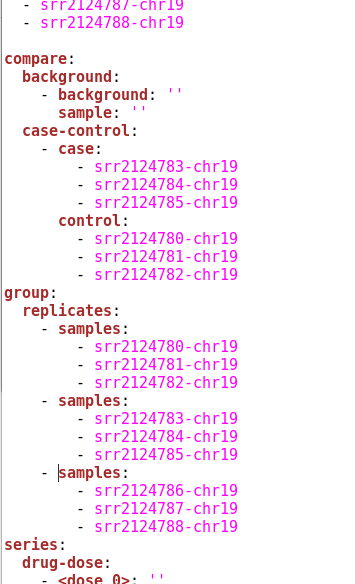 - srr2124787-chr19
- srr2124788-chr19
compare:
background:
- background: ''
sample: ''
case-control:
- case:
- srr2124783-chr19
- srr2124784-chr19
- srr2124785-chr19
control:
- srr2124780-chr19
- srr2124781-chr19
- srr2124782-chr19
group:
replicates:
- samples:
- srr2124780-chr19
- srr2124781-chr19
- srr2124782-chr19
- samples:
- srr2124783-chr19
- srr2124784-chr19
- srr2124785-chr19
- samples:
- srr2124786-chr19
- srr2124787-chr19
- srr2124788-chr19
series:
drug-dose:
- <dose 0>: ''